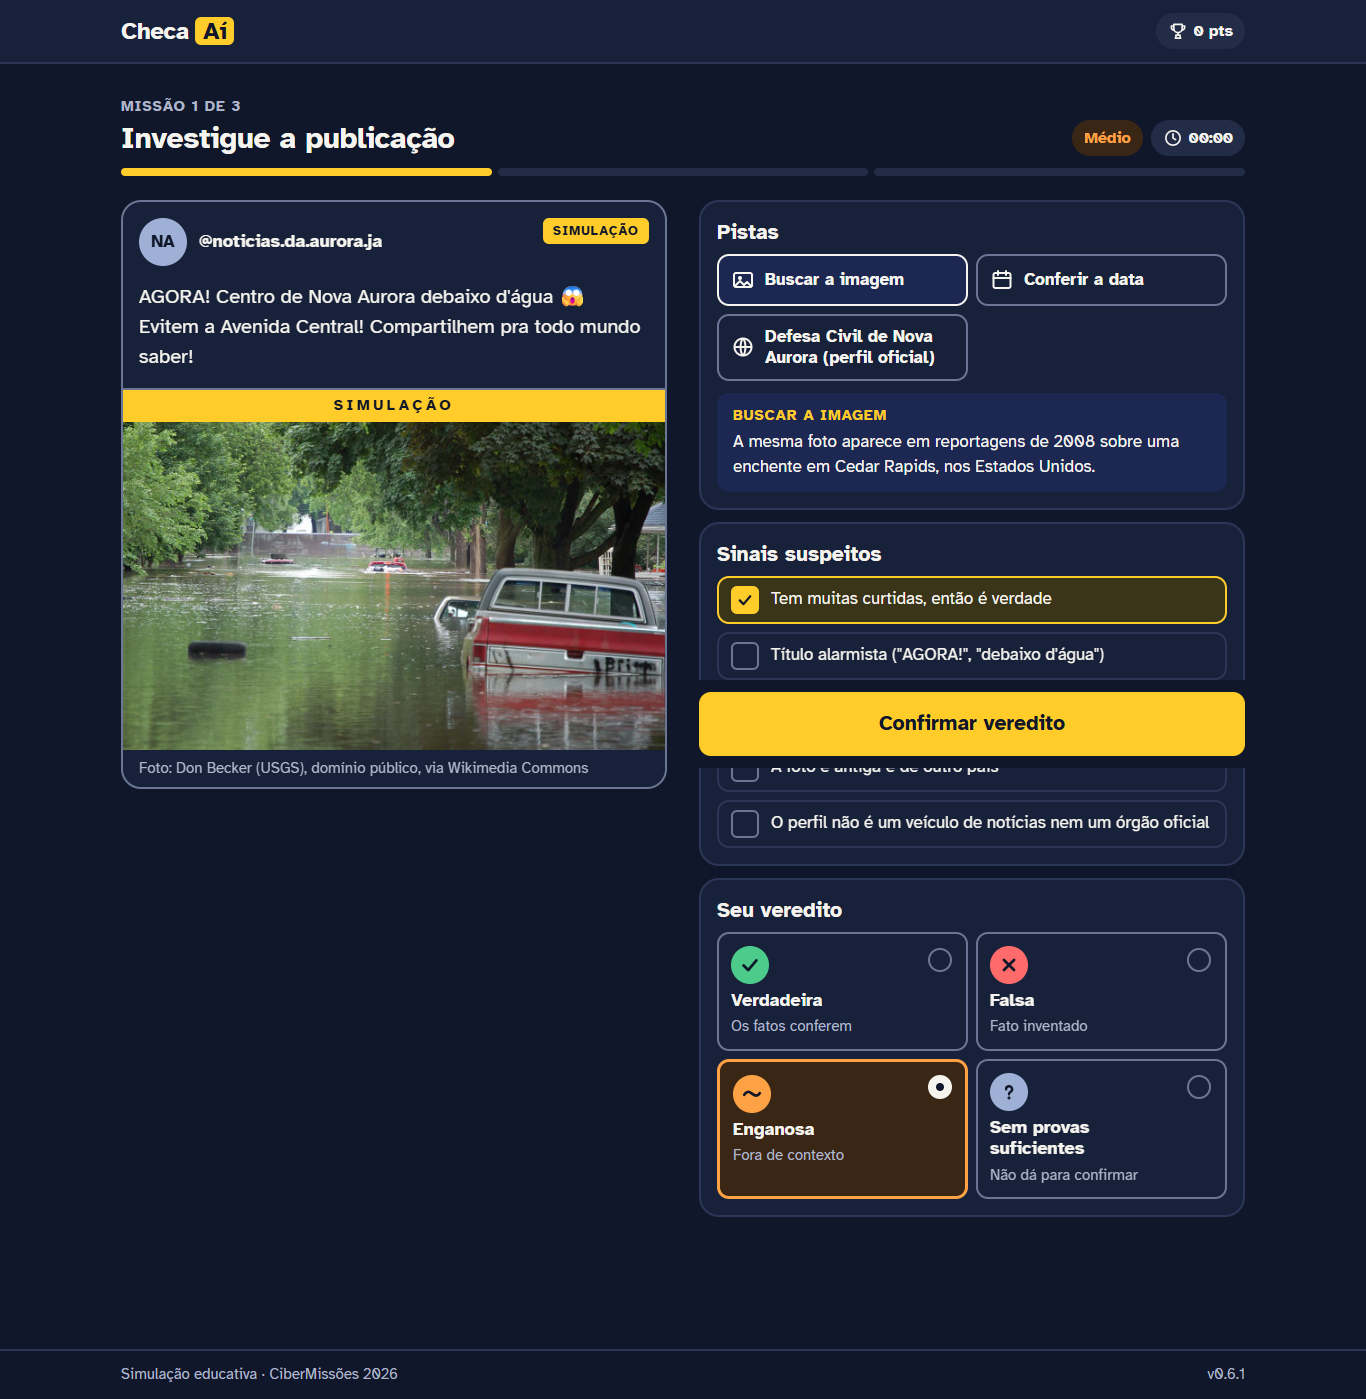 Checa Aí
0 pts
MISSÃO 1 DE 3
Investigue a publicação
Médio
00:00
NA
@noticias.da.aurora.ja
SIMULAÇÃO
AGORA! Centro de Nova Aurora debaixo d'água 😱
Evitem a Avenida Central! Compartilhem pra todo mundo
saber!
SIMULAÇÃO
Foto: Don Becker (USGS), domínio público, via Wikimedia Commons
Pistas
Buscar a imagem
Conferir a data
Defesa Civil de Nova
Aurora (perfil oficial)
BUSCAR A IMAGEM
A mesma foto aparece em reportagens de 2008 sobre uma
enchente em Cedar Rapids, nos Estados Unidos.
Sinais suspeitos
Tem muitas curtidas, então é verdade
Título alarmista ("AGORA!", "debaixo d'água")
Confirmar veredito
A foto é antiga e de outro país
O perfil não é um veículo de notícias nem um órgão oficial
Seu veredito
Verdadeira
Os fatos conferem
Falsa
Fato inventado
Enganosa
Fora de contexto
?
Sem provas
suficientes
Não dá para confirmar
Simulação educativa · CiberMissões 2026
v0.6.1